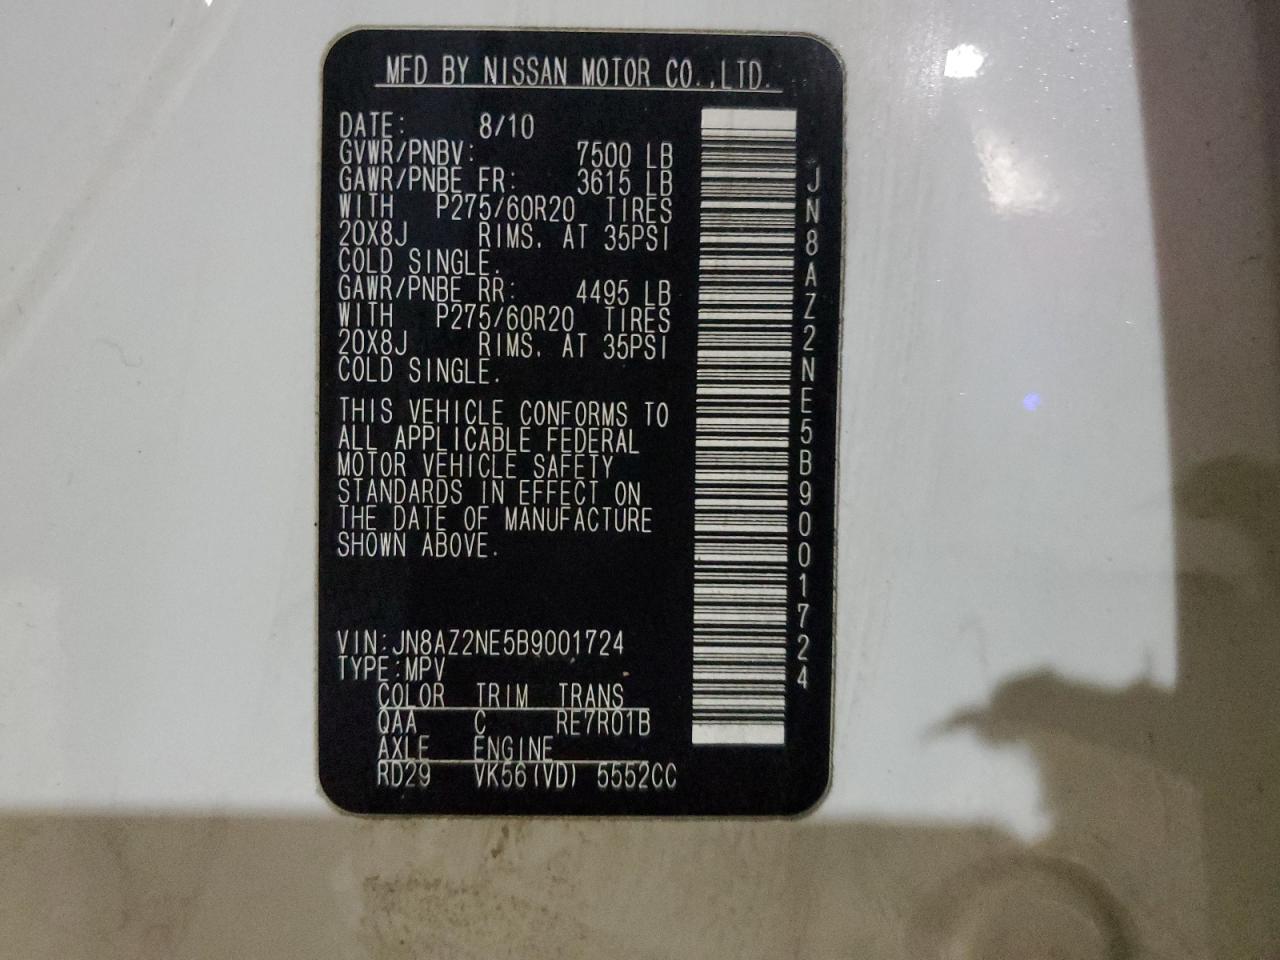 MFD BY NISSAN MOTOR CO.,LTD.
DATE: 8/10
GVWR/PNBV: 7500 LB
GAWR/PNBE FR: 3615 LB
WITH P275/60R20 TIRES
20X8J RIMS. AT 35PSI
COLD SINGLE.
GAWR/PNBE RR: 4495 LB
WITH P275/60R20 TIRES
20X8J RIMS. AT 35PSI
COLD SINGLE.
THIS VEHICLE CONFORMS TO
ALL APPLICABLE FEDERAL
MOTOR VEHICLE SAFETY
STANDARDS IN EFFECT ON
THE DATE OF MANUFACTURE
SHOWN ABOVE.
VIN:JN8AZ2NE5B9001724
TYPE:MPV
COLOR TRIM TRANS
QAA C RE7R01B
AXLE ENGINE
RD29 VK56(VD) 5552CC
JN8AZ2NE5B9001724